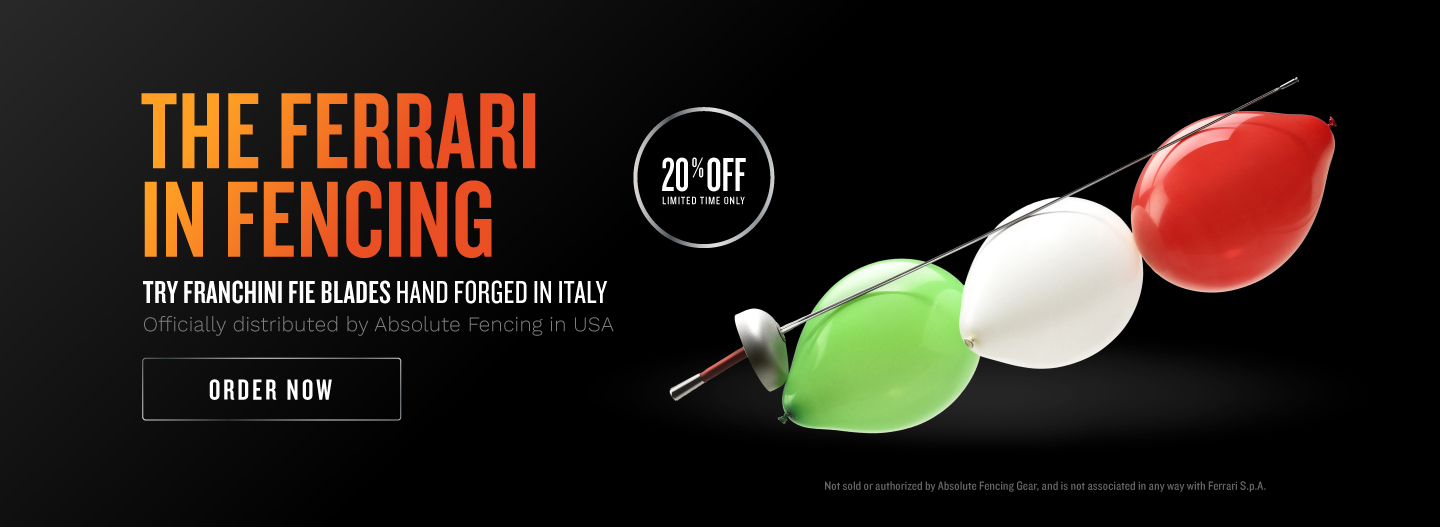 THE FERRARI
IN FENCING
TRY FRANCHINI FIE BLADES HAND FORGED IN ITALY
Officially distributed by Absolute Fencing in USA
ORDER NOW
20% OFF
LIMITED TIME ONLY
Not sold or authorized by Absolute Fencing Gear, and is not associated in any way with Ferrari S.p.A.